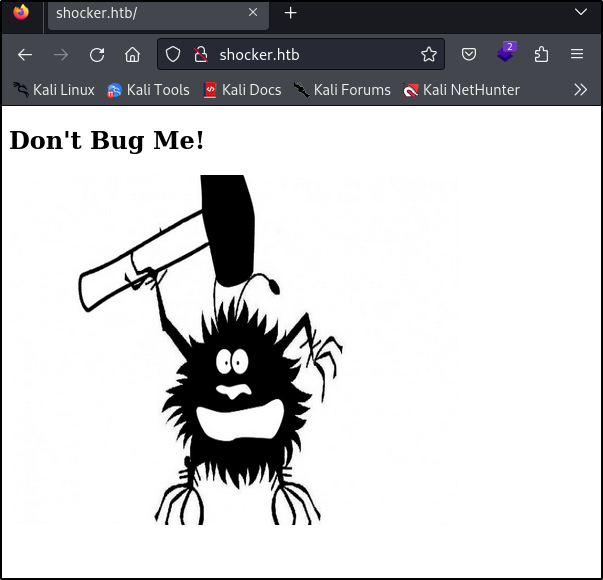 shocker.htb/
2
shocker.htb
Kali Linux
Kali Tools
Kali Docs
Kali Forums
Kali NetHunter
Don't Bug Me!